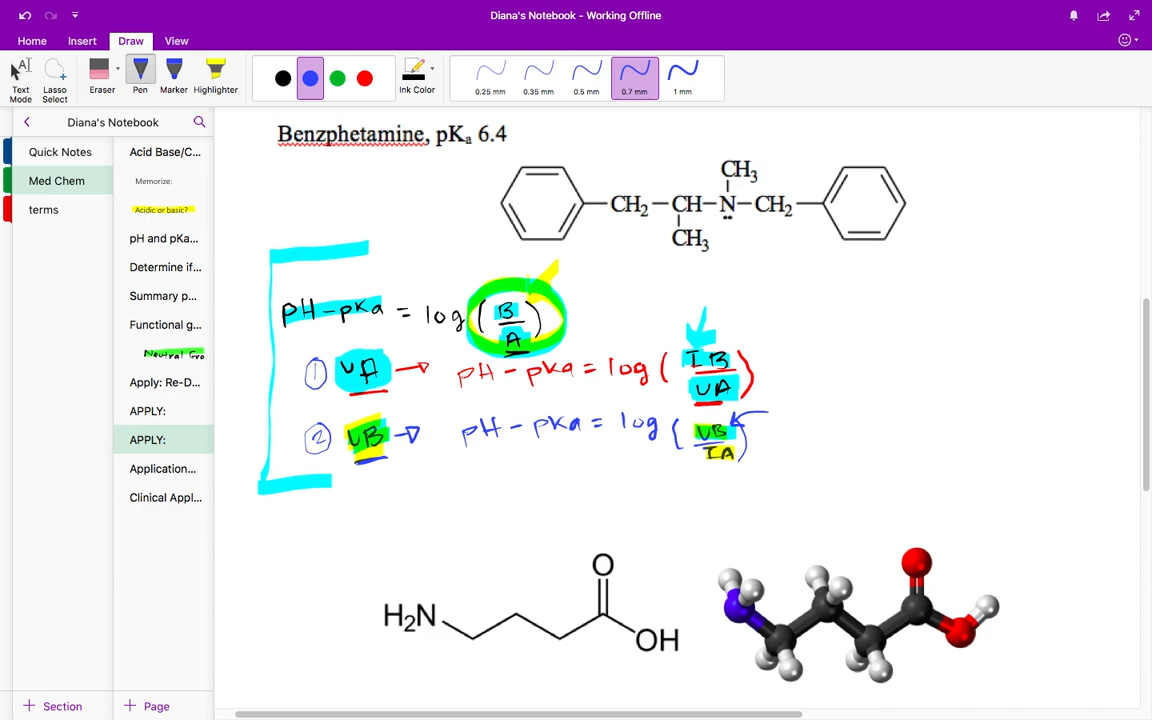 Diana's Notebook - Working Offline
Home Insert Draw View
Text Mode Lasso Select Eraser Pen Marker Highlighter Ink Color 0.25 mm 0.35 mm 0.5 mm 0.7 mm 1 mm
Diana's Notebook
Quick Notes
Med Chem
terms
Acid Base/C...
Memorize:
Acidic or basic?
pH and pKa...
Determine if...
Summary p...
Functional g...
Neutral Gro
Apply: Re-D...
APPLY:
APPLY:
Application...
Clinical Appl...
Section
Page
Benzphetamine, pKa 6.4
CH3
CH2 — CH — N — CH2
CH3
pH - pKa = log ( B / A )
1 UA → pH - pKa = log ( IB / UA )
2 UB → pH - pKa = log ( UB / IA )
O
H2N
OH